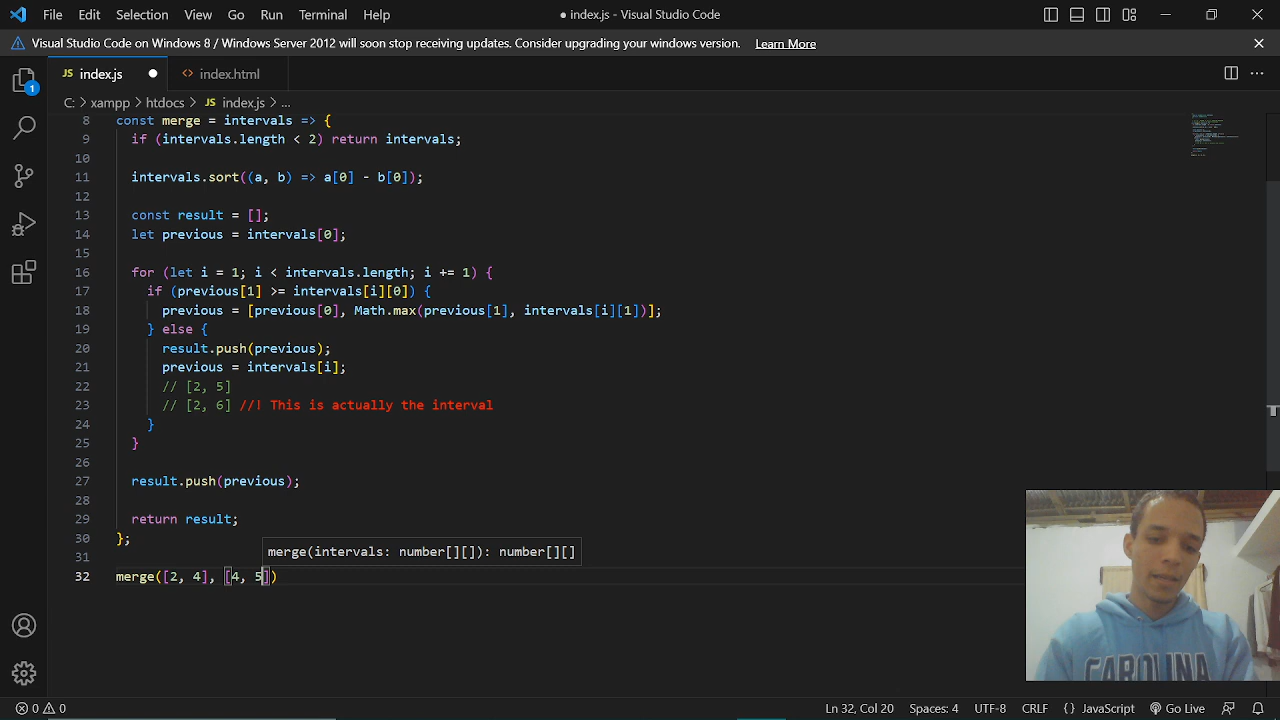 File Edit Selection View Go Run Terminal Help
● index.js - Visual Studio Code
Visual Studio Code on Windows 8 / Windows Server 2012 will soon stop receiving updates. Consider upgrading your windows version. Learn More
JS index.js ● <> index.html
C: > xampp > htdocs > JS index.js > ...
1
8 const merge = intervals => {
9 if (intervals.length < 2) return intervals;
10
11 intervals.sort((a, b) => a[0] - b[0]);
12
13 const result = [];
14 let previous = intervals[0];
15
16 for (let i = 1; i < intervals.length; i += 1) {
17 if (previous[1] >= intervals[i][0]) {
18 previous = [previous[0], Math.max(previous[1], intervals[i][1])];
19 } else {
20 result.push(previous);
21 previous = intervals[i];
22 // [2, 5]
23 // [2, 6] //! This is actually the interval
24 }
25 }
26
27 result.push(previous);
28
29 return result;
30 };
merge(intervals: number[][]): number[][]
31
32 merge([2, 4], [4, 5])
CAROLINA
0 0 Ln 32, Col 20 Spaces: 4 UTF-8 CRLF {} JavaScript Go Live